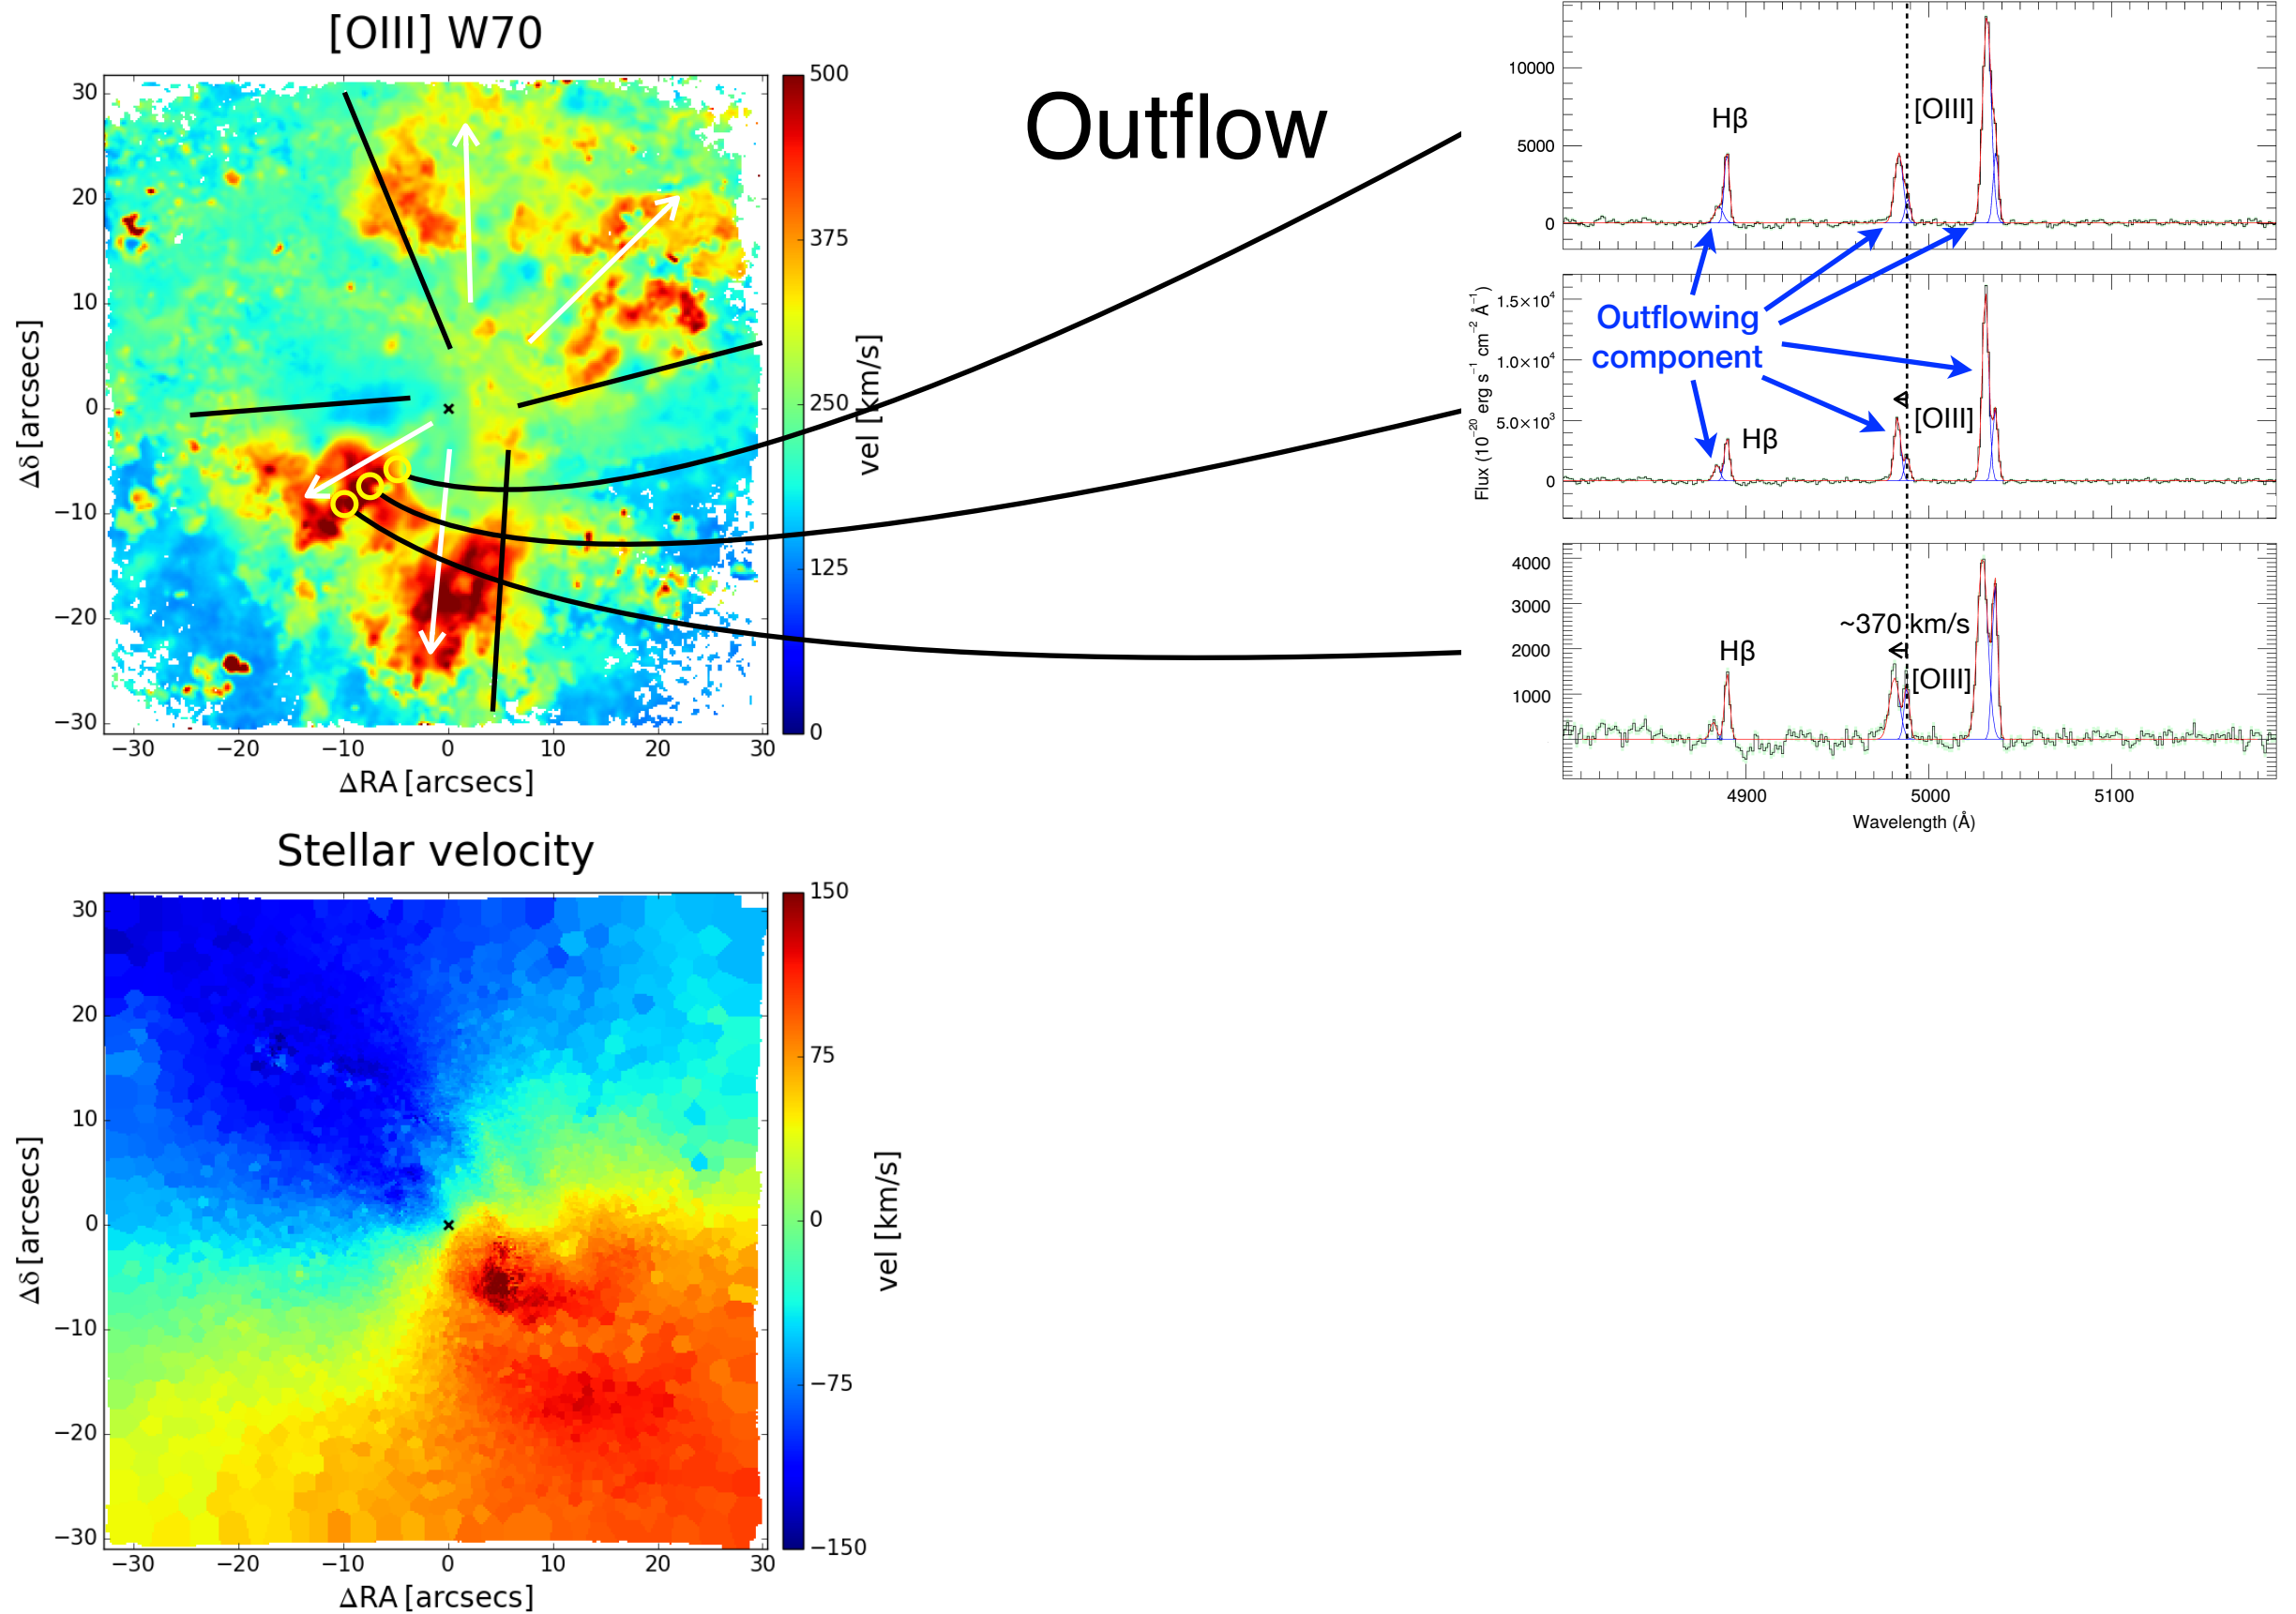 [OIII] W70
30
20
10
0
−10
−20
−30
Δδ [arcsecs]
−30 −20 −10 0 10 20 30
ΔRA [arcsecs]
500
375
250
125
0
vel [km/s]
Outflow
10000
5000
0
Hβ
[OIII]
Outflowing
component
1.5×10⁴
1.0×10⁴
5.0×10³
0
Hβ
[OIII]
Flux (10⁻²⁰ erg s⁻¹ cm⁻² Å⁻¹)
4000
3000
2000
1000
0
~370 km/s
Hβ
[OIII]
4900 5000 5100
Wavelength (Å)
Stellar velocity
30
20
10
0
−10
−20
−30
Δδ [arcsecs]
−30 −20 −10 0 10 20 30
ΔRA [arcsecs]
150
75
0
−75
−150
vel [km/s]